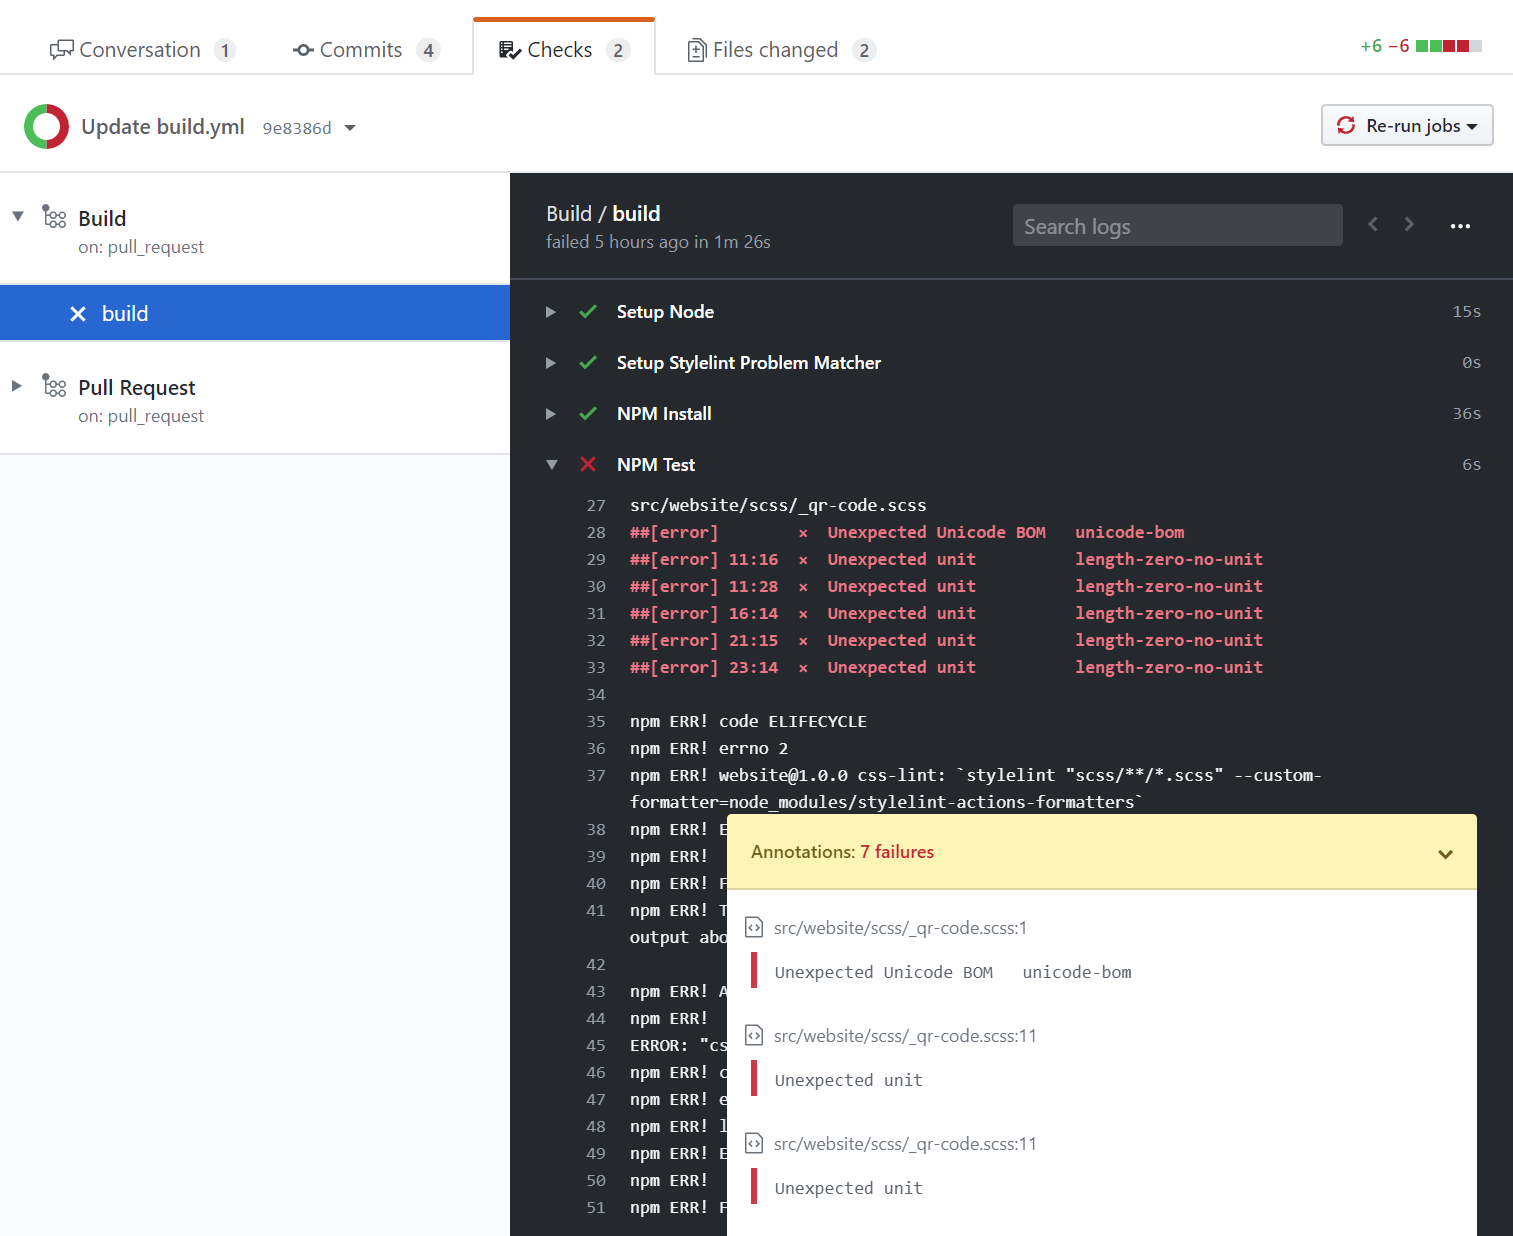 Conversation 1 Commits 4 Checks 2 Files changed 2 +6 −6
Update build.yml 9e8386d Re-run jobs
Build
on: pull_request
build
Pull Request
on: pull_request
Build / build
failed 5 hours ago in 1m 26s
Search logs
Setup Node 15s
Setup Stylelint Problem Matcher 0s
NPM Install 36s
NPM Test 6s
27 src/website/scss/_qr-code.scss
28 ##[error] × Unexpected Unicode BOM unicode-bom
29 ##[error] 11:16 × Unexpected unit length-zero-no-unit
30 ##[error] 11:28 × Unexpected unit length-zero-no-unit
31 ##[error] 16:14 × Unexpected unit length-zero-no-unit
32 ##[error] 21:15 × Unexpected unit length-zero-no-unit
33 ##[error] 23:14 × Unexpected unit length-zero-no-unit
34
35 npm ERR! code ELIFECYCLE
36 npm ERR! errno 2
37 npm ERR! website@1.0.0 css-lint: `stylelint "scss/**/*.scss" --custom-
formatter=node_modules/stylelint-actions-formatters`
38 npm ERR! E
39 npm ERR!
40 npm ERR! F
41 npm ERR! T
output abo
42
43 npm ERR! A
44 npm ERR!
45 ERROR: "cs
46 npm ERR! c
47 npm ERR! e
48 npm ERR! l
49 npm ERR! E
50 npm ERR!
51 npm ERR! F
Annotations: 7 failures
src/website/scss/_qr-code.scss:1
Unexpected Unicode BOM unicode-bom
src/website/scss/_qr-code.scss:11
Unexpected unit
src/website/scss/_qr-code.scss:11
Unexpected unit